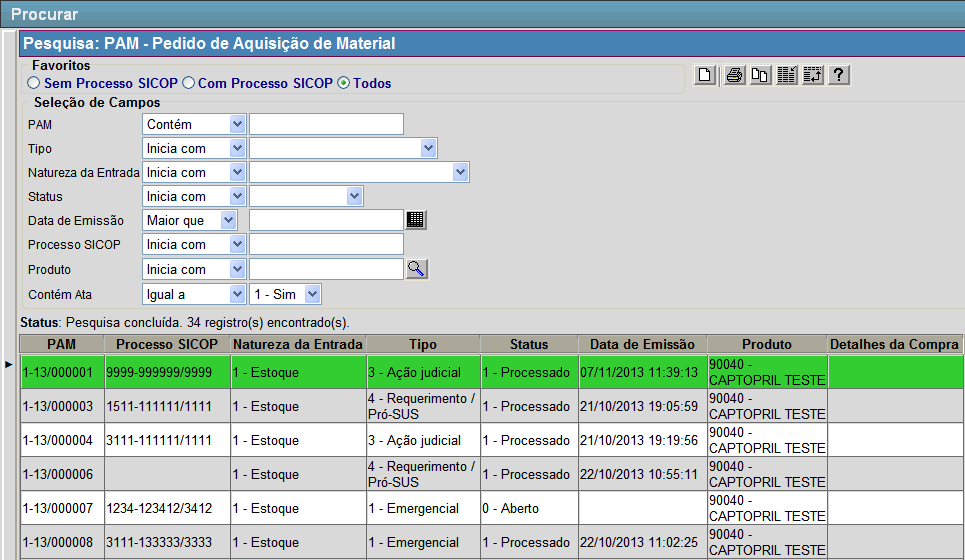 Procurar
Pesquisa: PAM - Pedido de Aquisição de Material
Favoritos
Sem Processo SICOP Com Processo SICOP Todos
?
Seleção de Campos
PAM Contém
Tipo Inicia com
Natureza da Entrada Inicia com
Status Inicia com
Data de Emissão Maior que
Processo SICOP Inicia com
Produto Inicia com
Contém Ata Igual a 1 - Sim
Status: Pesquisa concluída. 34 registro(s) encontrado(s).
PAM Processo SICOP Natureza da Entrada Tipo Status Data de Emissão Produto Detalhes da Compra
1-13/000001 9999-999999/9999 1 - Estoque 3 - Ação judicial 1 - Processado 07/11/2013 11:39:13 90040 -
CAPTOPRIL TESTE
1-13/000003 1511-111111/1111 1 - Estoque 4 - Requerimento / 1 - Processado 21/10/2013 19:05:59 90040 -
Pró-SUS CAPTOPRIL TESTE
1-13/000004 3111-111111/1111 1 - Estoque 3 - Ação judicial 1 - Processado 21/10/2013 19:19:56 90040 -
CAPTOPRIL TESTE
1-13/000006 1 - Estoque 4 - Requerimento / 1 - Processado 22/10/2013 10:55:11 90040 -
Pró-SUS CAPTOPRIL TESTE
1-13/000007 1234-123412/3412 1 - Estoque 1 - Emergencial 0 - Aberto 90040 -
CAPTOPRIL TESTE
1-13/000008 3111-133333/3333 1 - Estoque 1 - Emergencial 1 - Processado 22/10/2013 11:02:25 90040 -
CAPTOPRIL TESTE